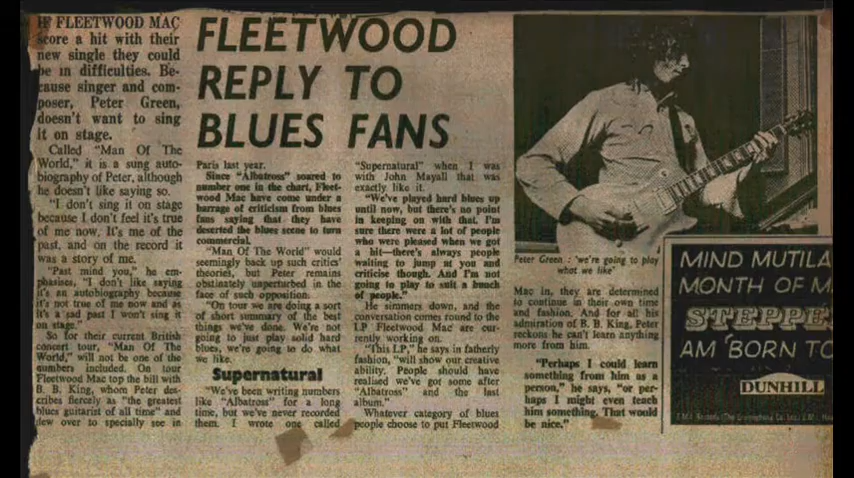 IF FLEETWOOD MAC
score a hit with their
new single they could
be in difficulties. Be-
cause singer and com-
poser, Peter Green,
doesn't want to sing
it on stage.
Called "Man Of The
World," it is a sung auto-
biography of Peter, although
he doesn't like saying so.
"I don't sing it on stage
because I don't feel it's true
of me now. It's me of the
past, and on the record it
was a story of me.
"Past mind you," he em-
phasises, "I don't like saying
it's an autobiography because
it's not true of me now and as
it's a sad past I won't sing it
on stage."
So for their current British
concert tour, "Man Of The
World," will not be one of the
numbers included. On tour
Fleetwood Mac top the bill with
B. B. King, whom Peter des-
cribes fiercely as "the greatest
blues guitarist of all time" and
flew over to specially see in
FLEETWOOD
REPLY TO
BLUES FANS
Paris last year.
Since "Albatross" soared to
number one in the chart, Fleet-
wood Mac have come under a
barrage of criticism from blues
fans saying that they have
deserted the blues scene to turn
commercial.
"Man Of The World" would
seemingly back up such critics'
theories, but Peter remains
obstinately unperturbed in the
face of such opposition.
"On tour we are doing a sort
of short summary of the best
things we've done. We're not
going to just play solid hard
blues, we're going to do what
we like.
Supernatural
"We've been writing numbers
like "Albatross" for a long
time, but we've never recorded
them. I wrote one called
"Supernatural" when I was
with John Mayall that was
exactly like it.
"We've played hard blues up
until now, but there's no point
in keeping on with that. I'm
sure there were a lot of people
who were pleased when we got
a hit—there's always people
waiting to jump at you and
criticise though. And I'm not
going to play to suit a bunch
of people."
He simmers down, and the
conversation comes round to the
LP Fleetwood Mac are cur-
rently working on.
"This LP," he says in fatherly
fashion, "will show our creative
ability. People should have
realised we've got some after
"Albatross" and the last
album."
Whatever category of blues
people choose to put Fleetwood
Peter Green : 'we're going to play
what we like'
Mac in, they are determined
to continue in their own time
and fashion. And for all his
admiration of B. B. King, Peter
reckons he can't learn anything
more from him.
"Perhaps I could learn
something from him as a
person," he says, "or per-
haps I might even teach
him something. That would
be nice."
MIND MUTILA
MONTH OF M
STEPPE
AM BORN TO
DUNHILL